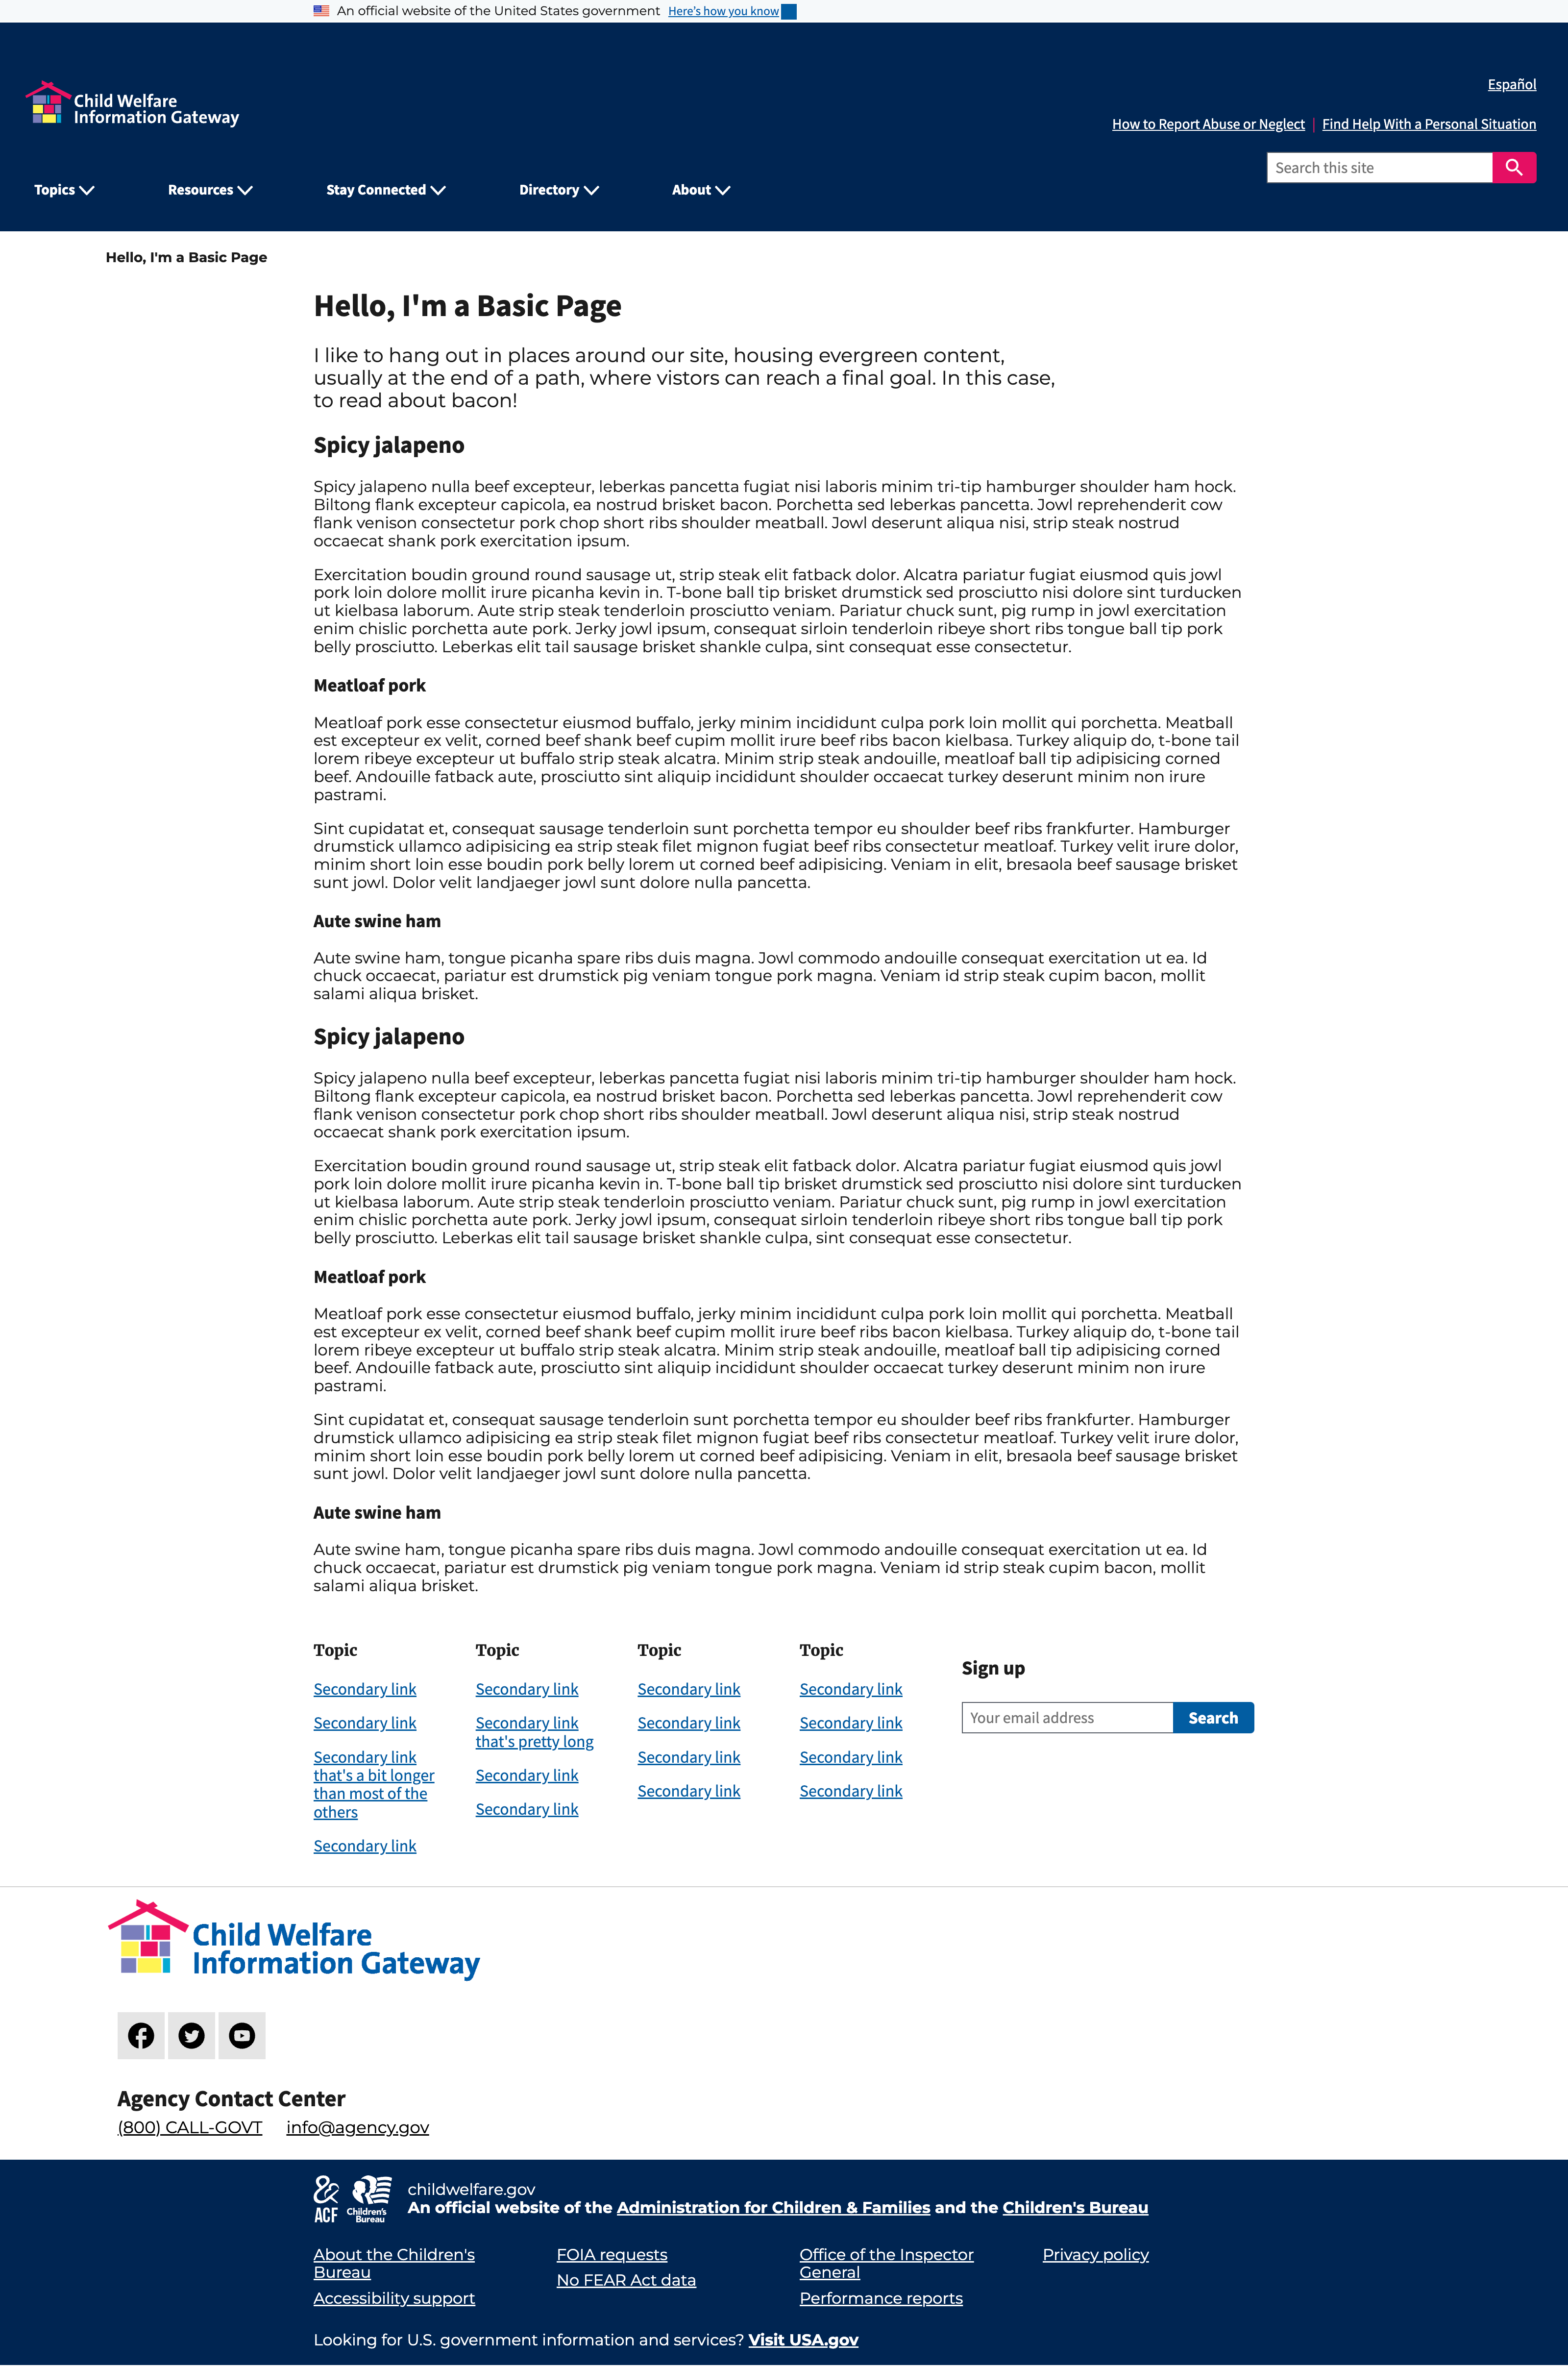 An official website of the United States government Here's how you know
Child Welfare
Information Gateway
Español
How to Report Abuse or Neglect | Find Help With a Personal Situation
Search this site
Topics Resources Stay Connected Directory About
Hello, I'm a Basic Page
Hello, I'm a Basic Page
I like to hang out in places around our site, housing evergreen content,
usually at the end of a path, where vistors can reach a final goal. In this case,
to read about bacon!
Spicy jalapeno
Spicy jalapeno nulla beef excepteur, leberkas pancetta fugiat nisi laboris minim tri-tip hamburger shoulder ham hock.
Biltong flank excepteur capicola, ea nostrud brisket bacon. Porchetta sed leberkas pancetta. Jowl reprehenderit cow
flank venison consectetur pork chop short ribs shoulder meatball. Jowl deserunt aliqua nisi, strip steak nostrud
occaecat shank pork exercitation ipsum.
Exercitation boudin ground round sausage ut, strip steak elit fatback dolor. Alcatra pariatur fugiat eiusmod quis jowl
pork loin dolore mollit irure picanha kevin in. T-bone ball tip brisket drumstick sed prosciutto nisi dolore sint turducken
ut kielbasa laborum. Aute strip steak tenderloin prosciutto veniam. Pariatur chuck sunt, pig rump in jowl exercitation
enim chislic porchetta aute pork. Jerky jowl ipsum, consequat sirloin tenderloin ribeye short ribs tongue ball tip pork
belly prosciutto. Leberkas elit tail sausage brisket shankle culpa, sint consequat esse consectetur.
Meatloaf pork
Meatloaf pork esse consectetur eiusmod buffalo, jerky minim incididunt culpa pork loin mollit qui porchetta. Meatball
est excepteur ex velit, corned beef shank beef cupim mollit irure beef ribs bacon kielbasa. Turkey aliquip do, t-bone tail
lorem ribeye excepteur ut buffalo strip steak alcatra. Minim strip steak andouille, meatloaf ball tip adipisicing corned
beef. Andouille fatback aute, prosciutto sint aliquip incididunt shoulder occaecat turkey deserunt minim non irure
pastrami.
Sint cupidatat et, consequat sausage tenderloin sunt porchetta tempor eu shoulder beef ribs frankfurter. Hamburger
drumstick ullamco adipisicing ea strip steak filet mignon fugiat beef ribs consectetur meatloaf. Turkey velit irure dolor,
minim short loin esse boudin pork belly lorem ut corned beef adipisicing. Veniam in elit, bresaola beef sausage brisket
sunt jowl. Dolor velit landjaeger jowl sunt dolore nulla pancetta.
Aute swine ham
Aute swine ham, tongue picanha spare ribs duis magna. Jowl commodo andouille consequat exercitation ut ea. Id
chuck occaecat, pariatur est drumstick pig veniam tongue pork magna. Veniam id strip steak cupim bacon, mollit
salami aliqua brisket.
Spicy jalapeno
Spicy jalapeno nulla beef excepteur, leberkas pancetta fugiat nisi laboris minim tri-tip hamburger shoulder ham hock.
Biltong flank excepteur capicola, ea nostrud brisket bacon. Porchetta sed leberkas pancetta. Jowl reprehenderit cow
flank venison consectetur pork chop short ribs shoulder meatball. Jowl deserunt aliqua nisi, strip steak nostrud
occaecat shank pork exercitation ipsum.
Exercitation boudin ground round sausage ut, strip steak elit fatback dolor. Alcatra pariatur fugiat eiusmod quis jowl
pork loin dolore mollit irure picanha kevin in. T-bone ball tip brisket drumstick sed prosciutto nisi dolore sint turducken
ut kielbasa laborum. Aute strip steak tenderloin prosciutto veniam. Pariatur chuck sunt, pig rump in jowl exercitation
enim chislic porchetta aute pork. Jerky jowl ipsum, consequat sirloin tenderloin ribeye short ribs tongue ball tip pork
belly prosciutto. Leberkas elit tail sausage brisket shankle culpa, sint consequat esse consectetur.
Meatloaf pork
Meatloaf pork esse consectetur eiusmod buffalo, jerky minim incididunt culpa pork loin mollit qui porchetta. Meatball
est excepteur ex velit, corned beef shank beef cupim mollit irure beef ribs bacon kielbasa. Turkey aliquip do, t-bone tail
lorem ribeye excepteur ut buffalo strip steak alcatra. Minim strip steak andouille, meatloaf ball tip adipisicing corned
beef. Andouille fatback aute, prosciutto sint aliquip incididunt shoulder occaecat turkey deserunt minim non irure
pastrami.
Sint cupidatat et, consequat sausage tenderloin sunt porchetta tempor eu shoulder beef ribs frankfurter. Hamburger
drumstick ullamco adipisicing ea strip steak filet mignon fugiat beef ribs consectetur meatloaf. Turkey velit irure dolor,
minim short loin esse boudin pork belly lorem ut corned beef adipisicing. Veniam in elit, bresaola beef sausage brisket
sunt jowl. Dolor velit landjaeger jowl sunt dolore nulla pancetta.
Aute swine ham
Aute swine ham, tongue picanha spare ribs duis magna. Jowl commodo andouille consequat exercitation ut ea. Id
chuck occaecat, pariatur est drumstick pig veniam tongue pork magna. Veniam id strip steak cupim bacon, mollit
salami aliqua brisket.
Topic
Secondary link
Secondary link
Secondary link
that's a bit longer
than most of the
others
Secondary link
Topic
Secondary link
Secondary link
that's pretty long
Secondary link
Secondary link
Topic
Secondary link
Secondary link
Secondary link
Secondary link
Topic
Secondary link
Secondary link
Secondary link
Secondary link
Sign up
Your email address Search
Child Welfare
Information Gateway
Agency Contact Center
(800) CALL-GOVT info@agency.gov
ACF
Children's
Bureau
childwelfare.gov
An official website of the Administration for Children & Families and the Children's Bureau
About the Children's
Bureau
Accessibility support
FOIA requests
No FEAR Act data
Office of the Inspector
General
Performance reports
Privacy policy
Looking for U.S. government information and services? Visit USA.gov